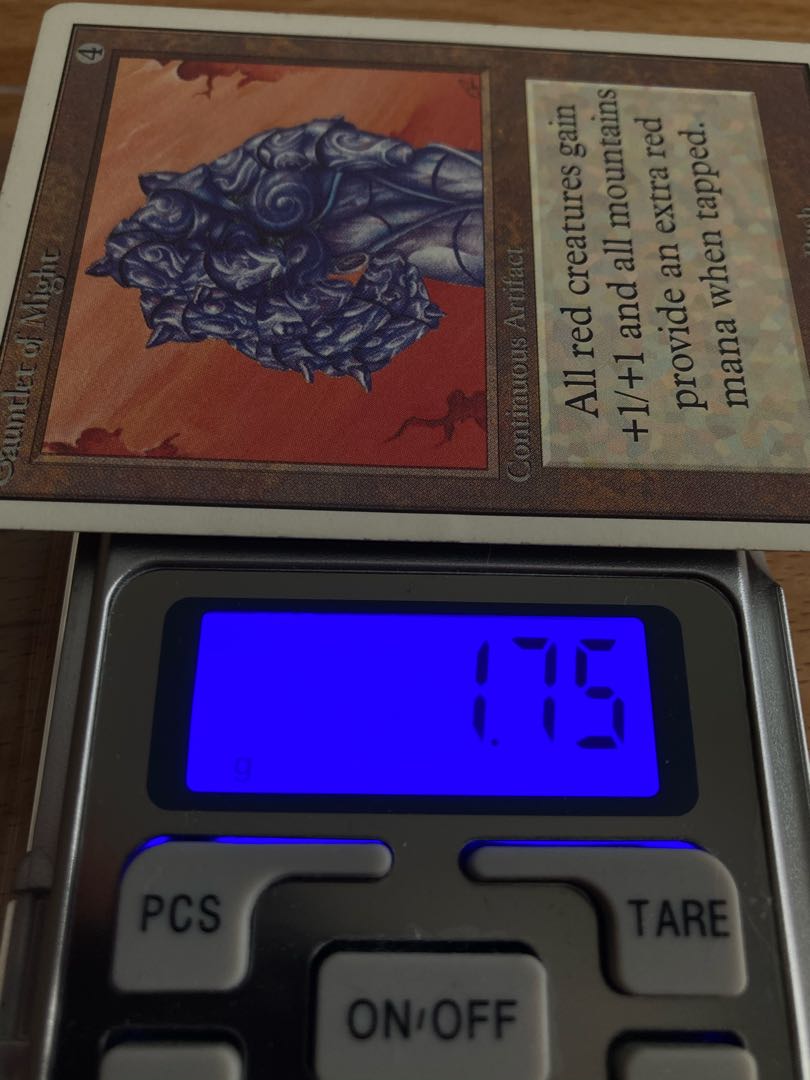 Gauntlet of Might
4
Continuous Artifact
All red creatures gain
+1/+1 and all mountains
provide an extra red
mana when tapped.
1.75
g
PCS
TARE
ON/OFF